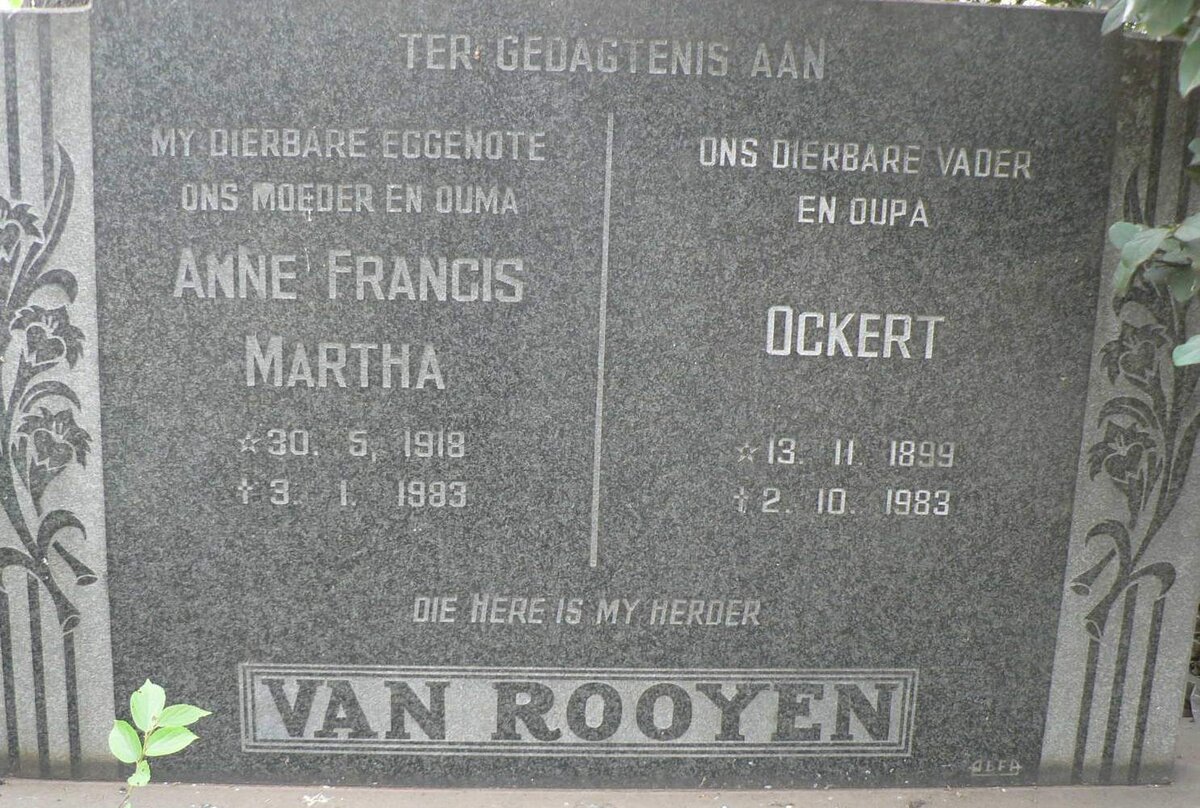 TER GEDAGTENIS AAN
MY DIERBARE EGGENOTE
ONS MOEDER EN OUMA
ANNE FRANCIS
MARTHA
☆30. 5, 1918
†3. 1. 1983
ONS DIERBARE VADER
EN OUPA
OCKERT
☆13. 11. 1899
†2. 10. 1983
DIE HERE IS MY HERDER
VAN ROOYEN
ALFA